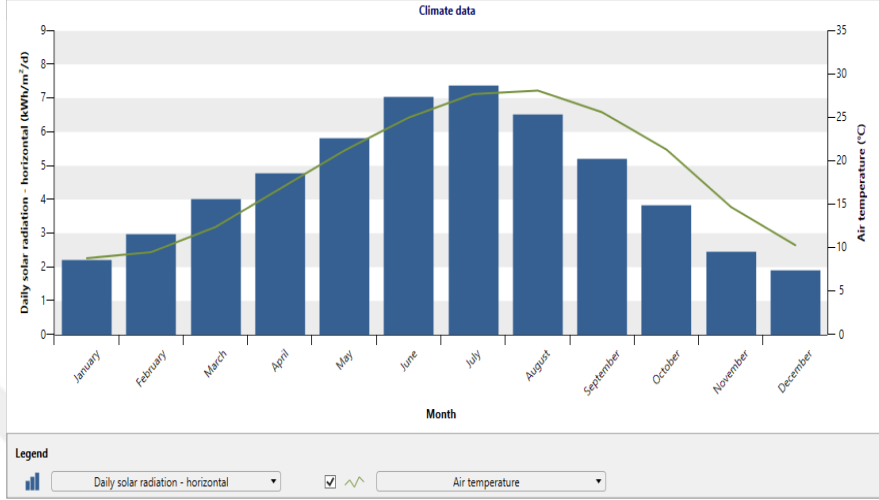 Climate data
Daily solar radiation - horizontal (kWh/m²/d)
9
8
7
6
5
4
3
2
1
0
35
30
25
20
15
10
5
0
Air temperature (°C)
January
February
March
April
May
June
July
August
September
October
November
December
Month
Legend
Daily solar radiation - horizontal
Air temperature